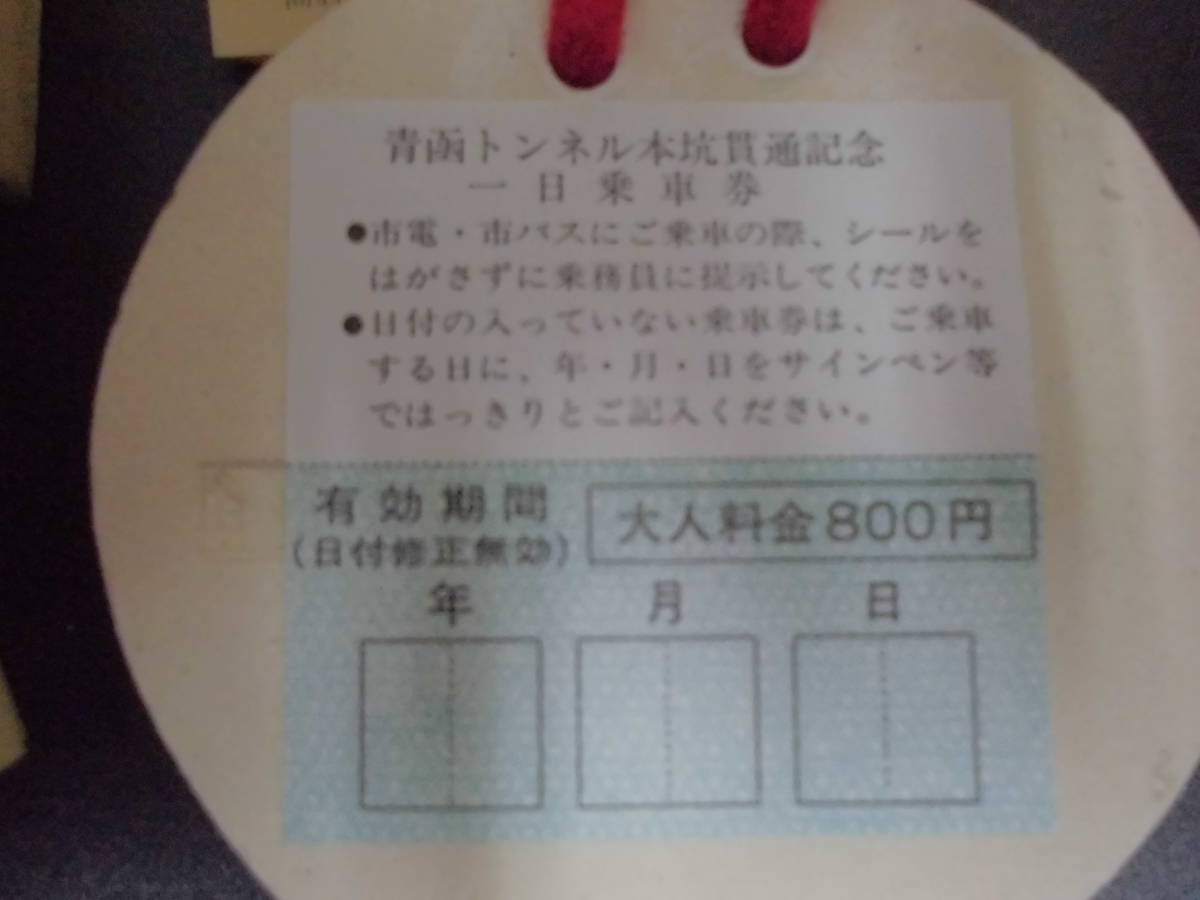 青函トンネル本坑貫通記念
一日乗車券
●市電・市バスにご乗車の際、シールを
はがさずに乗務員に提示してください。
●日付の入っていない乗車券は、ご乗車
する日に、年・月・日をサインペン等
ではっきりとご記入ください。
有効期間
(日付修正無効)
大人料金800円
年 月 日